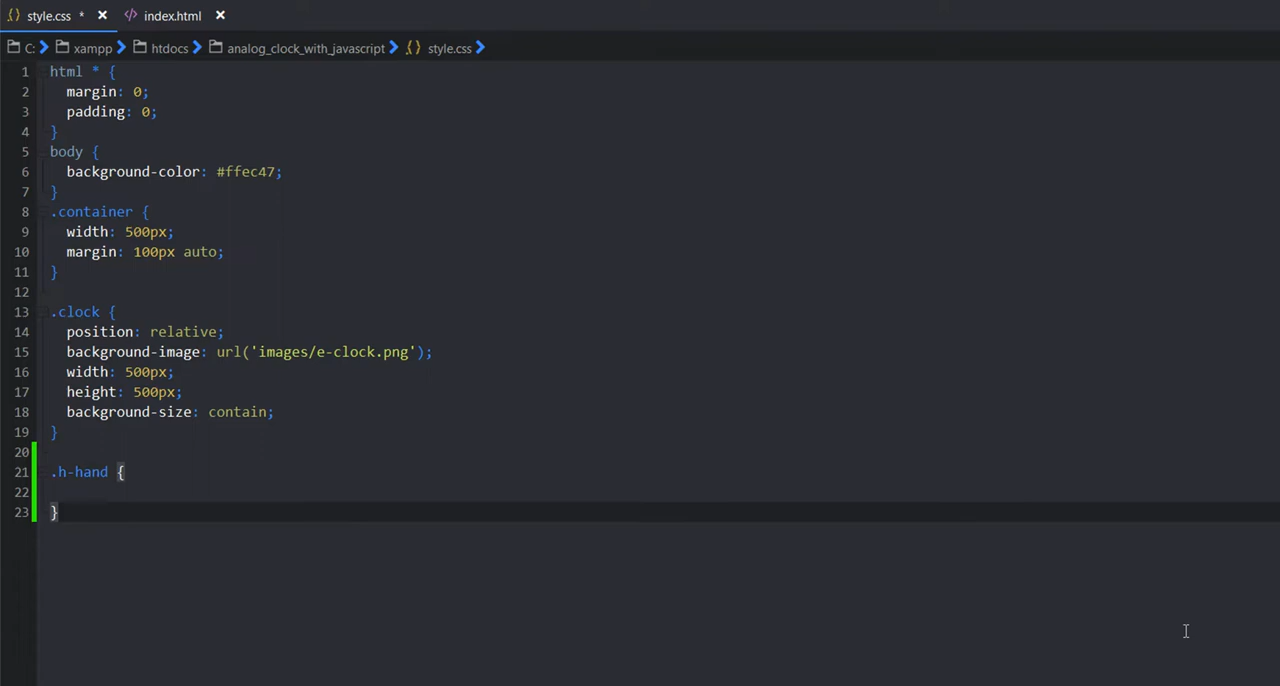 style.css * × index.html ×
C: xampp htdocs analog_clock_with_javascript style.css
1 html * {
2   margin: 0;
3   padding: 0;
4 }
5 body {
6   background-color: #ffec47;
7 }
8 .container {
9   width: 500px;
10   margin: 100px auto;
11 }
12
13 .clock {
14   position: relative;
15   background-image: url('images/e-clock.png');
16   width: 500px;
17   height: 500px;
18   background-size: contain;
19 }
20
21 .h-hand {
22
23 }